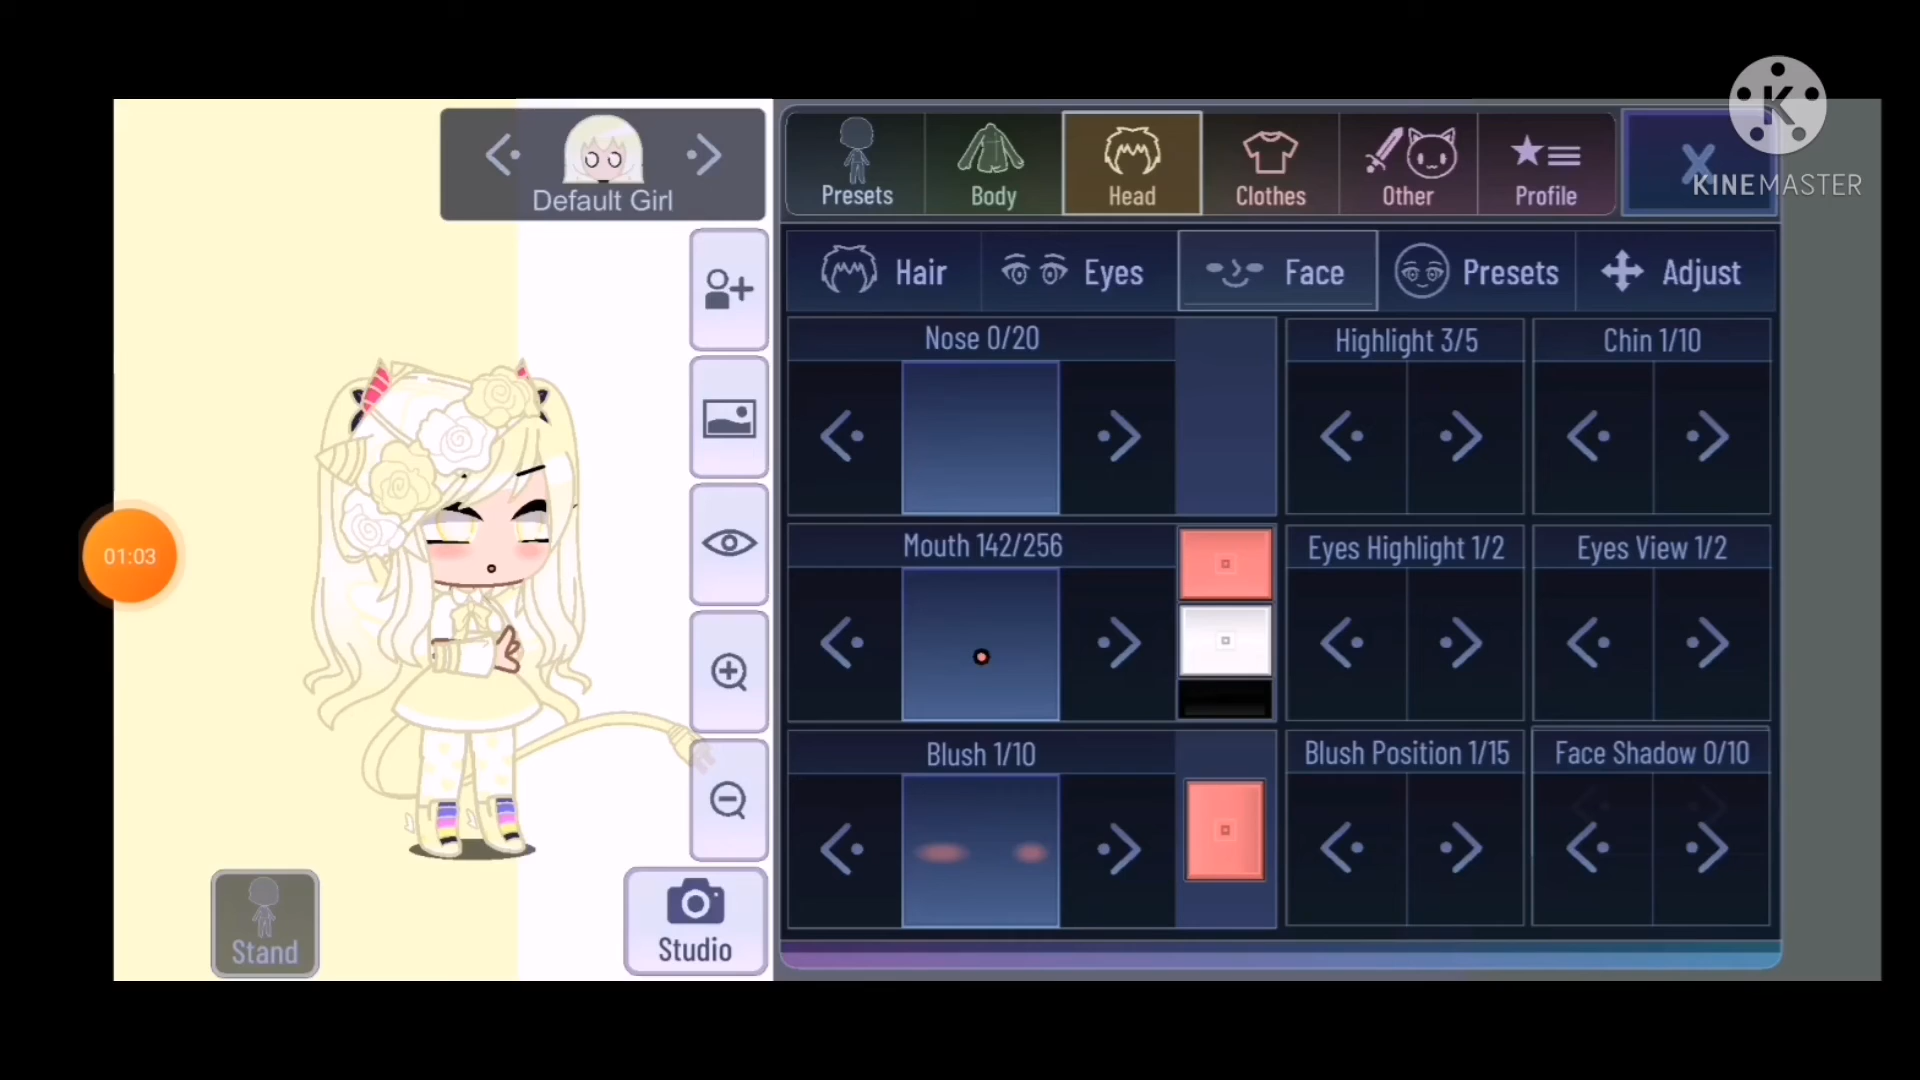 Default Girl
Presets
Body
Head
Clothes
Other
Profile
X
K
KINEMASTER
Hair
Eyes
Face
Presets
Adjust
Nose 0/20
Highlight 3/5
Chin 1/10
Mouth 142/256
Eyes Highlight 1/2
Eyes View 1/2
01:03
Blush 1/10
Blush Position 1/15
Face Shadow 0/10
Stand
Studio